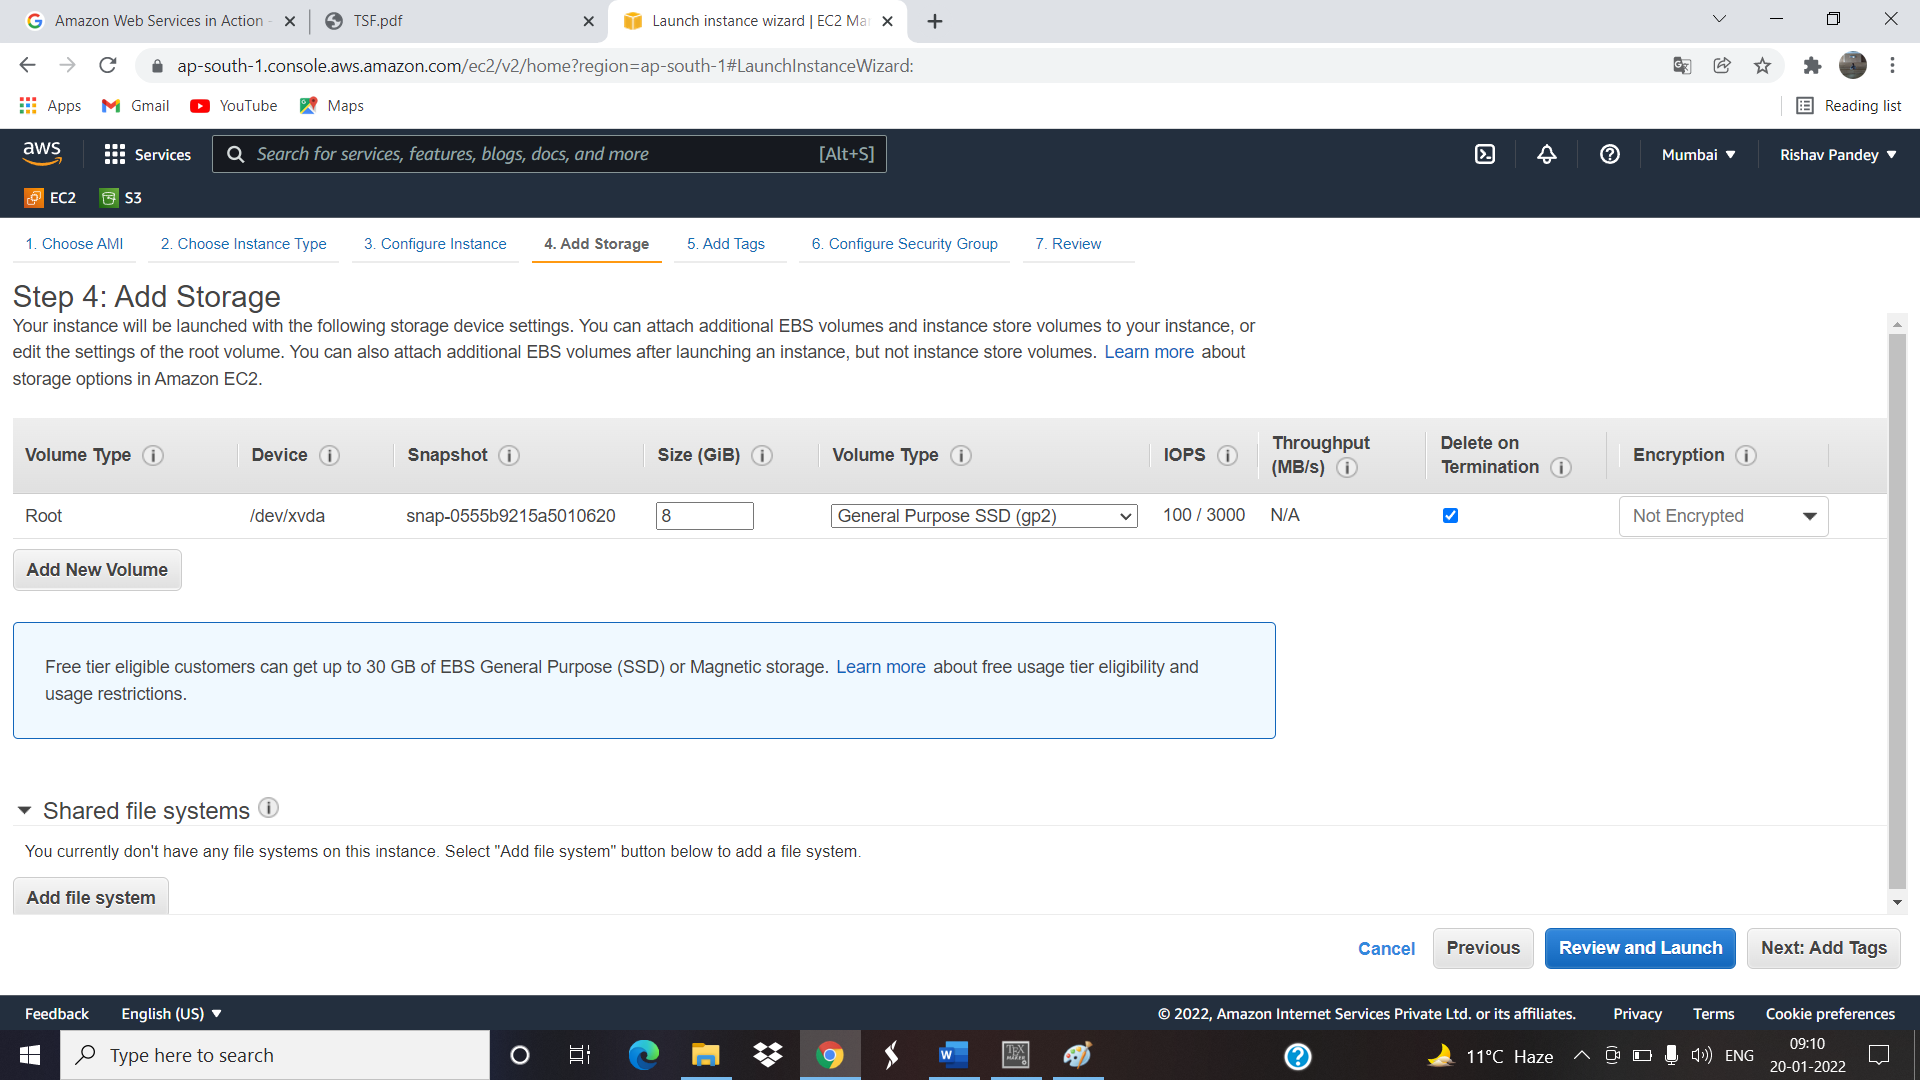 Amazon Web Services in Action -
TSF.pdf
Launch instance wizard | EC2 Ma
ap-south-1.console.aws.amazon.com/ec2/v2/home?region=ap-south-1#LaunchInstanceWizard:
Apps
Gmail
YouTube
Maps
Reading list
aws
Services
Search for services, features, blogs, docs, and more
[Alt+S]
Mumbai
Rishav Pandey
EC2
S3
1. Choose AMI
2. Choose Instance Type
3. Configure Instance
4. Add Storage
5. Add Tags
6. Configure Security Group
7. Review
Step 4: Add Storage
Your instance will be launched with the following storage device settings. You can attach additional EBS volumes and instance store volumes to your instance, or
edit the settings of the root volume. You can also attach additional EBS volumes after launching an instance, but not instance store volumes. Learn more about
storage options in Amazon EC2.
Volume Type
Device
Snapshot
Size (GiB)
Volume Type
IOPS
Throughput
(MB/s)
Delete on
Termination
Encryption
Root
/dev/xvda
snap-0555b9215a5010620
8
General Purpose SSD (gp2)
100 / 3000
N/A
Not Encrypted
Add New Volume
Free tier eligible customers can get up to 30 GB of EBS General Purpose (SSD) or Magnetic storage. Learn more about free usage tier eligibility and
usage restrictions.
Shared file systems
You currently don't have any file systems on this instance. Select "Add file system" button below to add a file system.
Add file system
Cancel
Previous
Review and Launch
Next: Add Tags
Feedback
English (US)
© 2022, Amazon Internet Services Private Ltd. or its affiliates.
Privacy
Terms
Cookie preferences
Type here to search
11°C Haze
ENG
09:10
20-01-2022